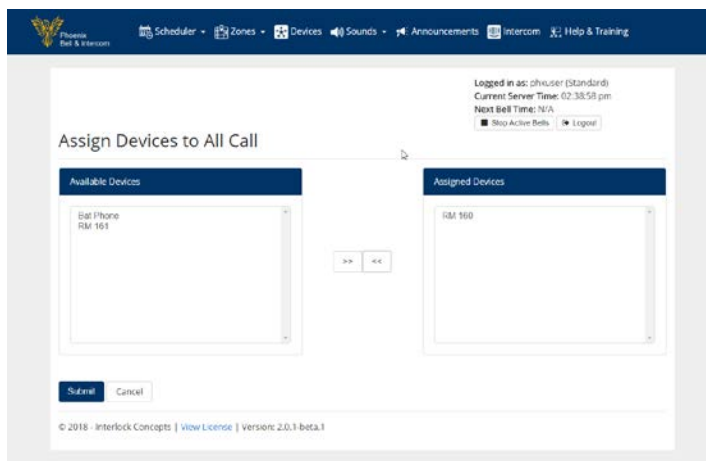 Phoenix
Bell & Intercom
Scheduler Zones Devices Sounds Announcements Intercom Help & Training
Logged in as: phxuser (Standard)
Current Server Time: 02:38:58 pm
Next Bell Time: N/A
Stop Active Bells Logout
Assign Devices to All Call
Available Devices
Assigned Devices
Bat Phone
RM 161
RM 160
>> <<
Submit Cancel
© 2018 - Interlock Concepts | View License | Version: 2.0.1-beta.1